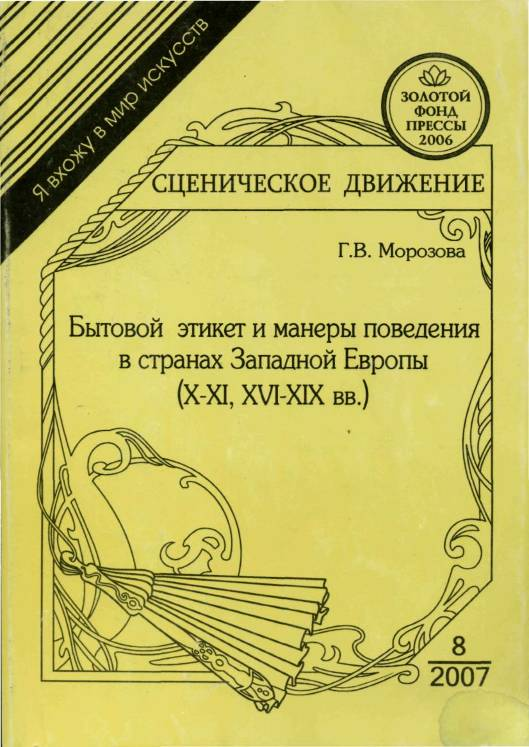 Я вхожу в мир искусств
ЗОЛОТОЙ
ФОНД
ПРЕССЫ
2006
СЦЕНИЧЕСКОЕ ДВИЖЕНИЕ
Г.В. Морозова
Бытовой этикет и манеры поведения
в странах Западной Европы
(X-XI, XVI-XIX вв.)
8
2007